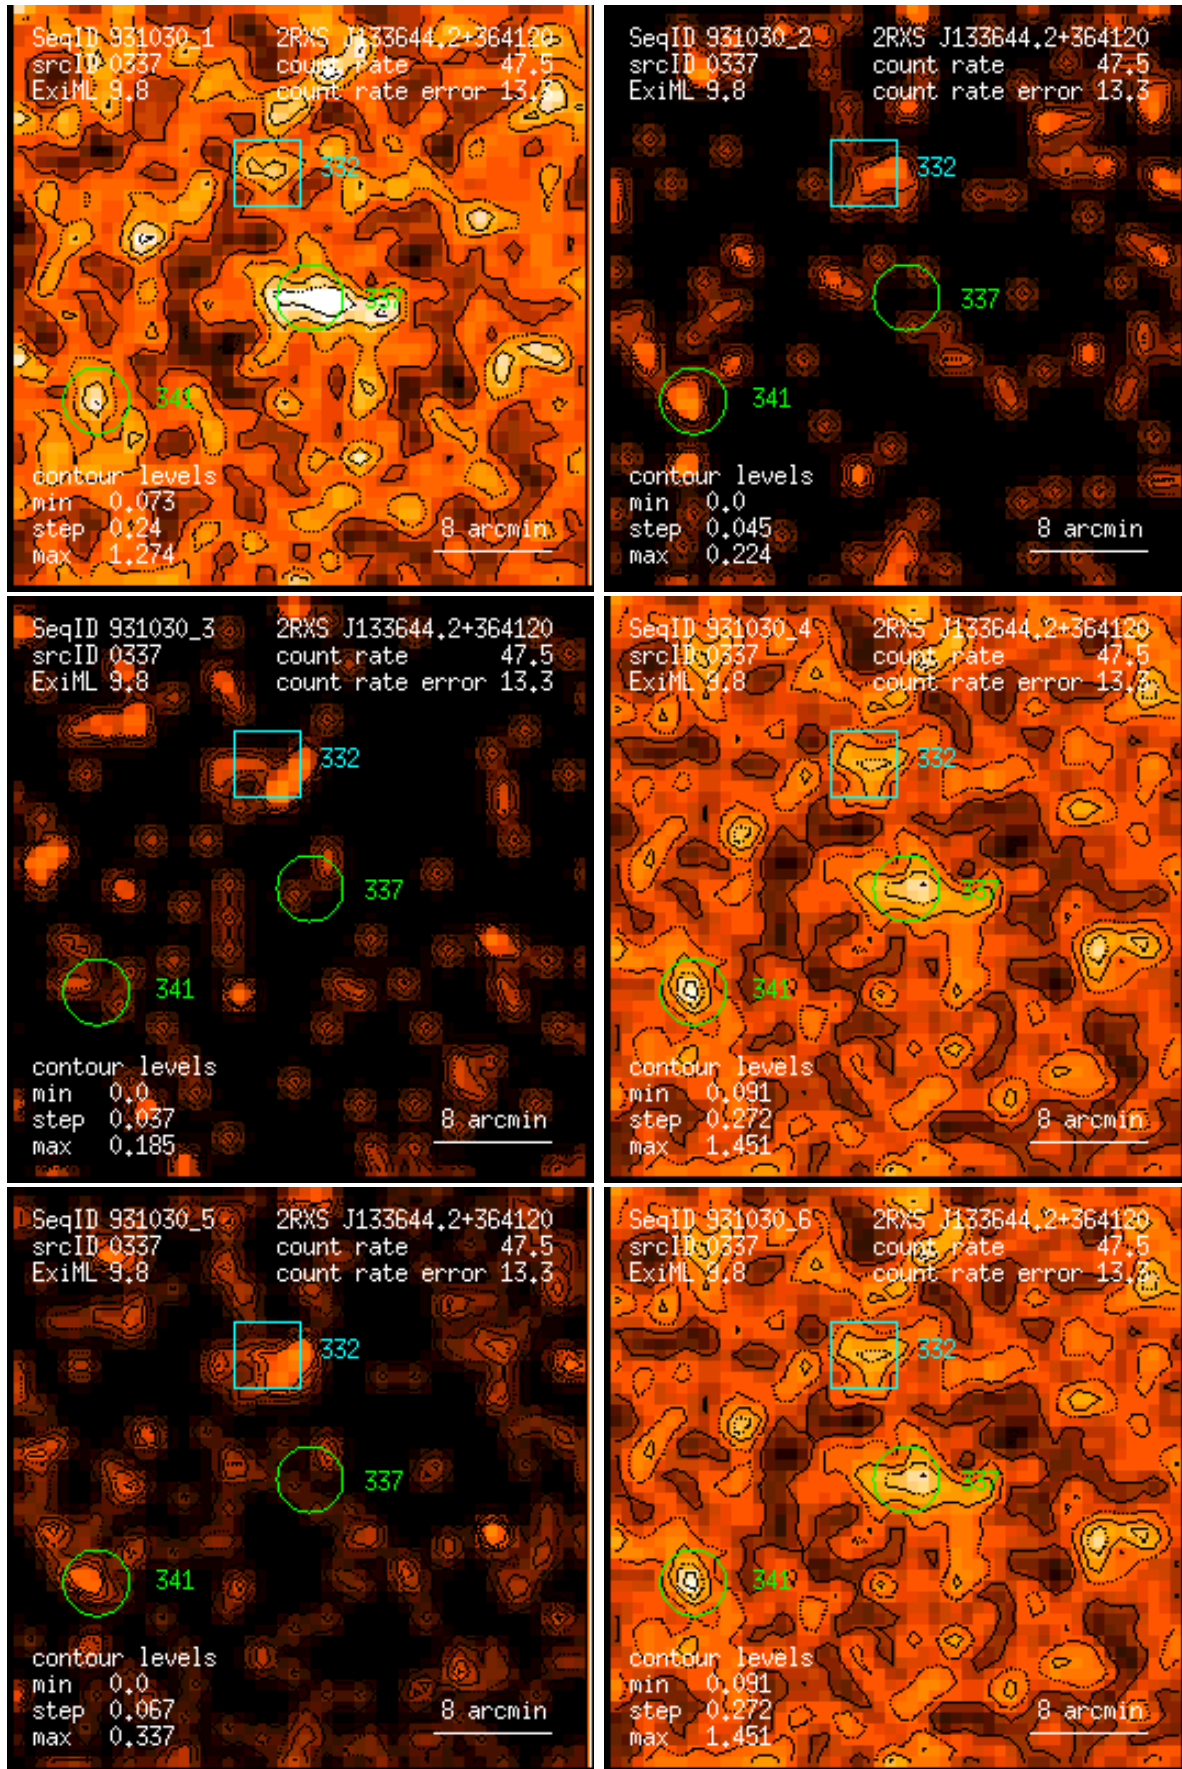 SeqID 931030_1 2RXS J133644.2+364120
srcID 0337 count rate 47.5
ExiML 9.8 count rate error 13.3
332
337
341
contour levels
min 0.073
step 0.24 8 arcmin
max 1.274
SeqID 931030_2 2RXS J133644.2+364120
srcID 0337 count rate 47.5
ExiML 9.8 count rate error 13.3
332
337
341
contour levels
min 0.0
step 0.045 8 arcmin
max 0.224
SeqID 931030_3 2RXS J133644.2+364120
srcID 0337 count rate 47.5
ExiML 9.8 count rate error 13.3
332
337
341
contour levels
min 0.0
step 0.037 8 arcmin
max 0.185
SeqID 931030_4 2RXS J133644.2+364120
srcID 0337 count rate 47.5
ExiML 9.8 count rate error 13.3
332
337
341
contour levels
min 0.091
step 0.272 8 arcmin
max 1.451
SeqID 931030_5 2RXS J133644.2+364120
srcID 0337 count rate 47.5
ExiML 9.8 count rate error 13.3
332
337
341
contour levels
min 0.0
step 0.067 8 arcmin
max 0.337
SeqID 931030_6 2RXS J133644.2+364120
srcID 0337 count rate 47.5
ExiML 9.8 count rate error 13.3
332
337
341
contour levels
min 0.091
step 0.272 8 arcmin
max 1.451